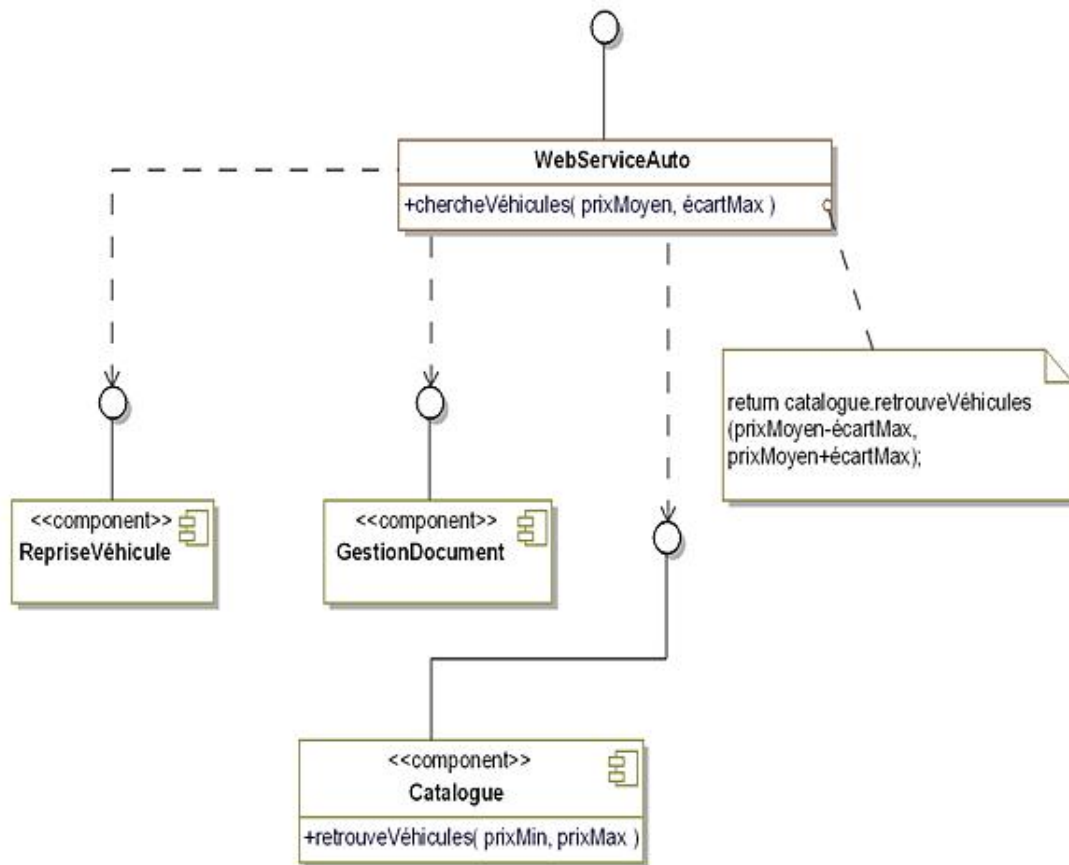 WebServiceAuto
+chercheVéhicules( prixMoyen, écartMax )
return catalogue.retrouveVéhicules
(prixMoyen-écartMax,
prixMoyen+écartMax);
<<component>>
RepriseVéhicule
<<component>>
GestionDocument
<<component>>
Catalogue
+retrouveVéhicules( prixMin, prixMax )